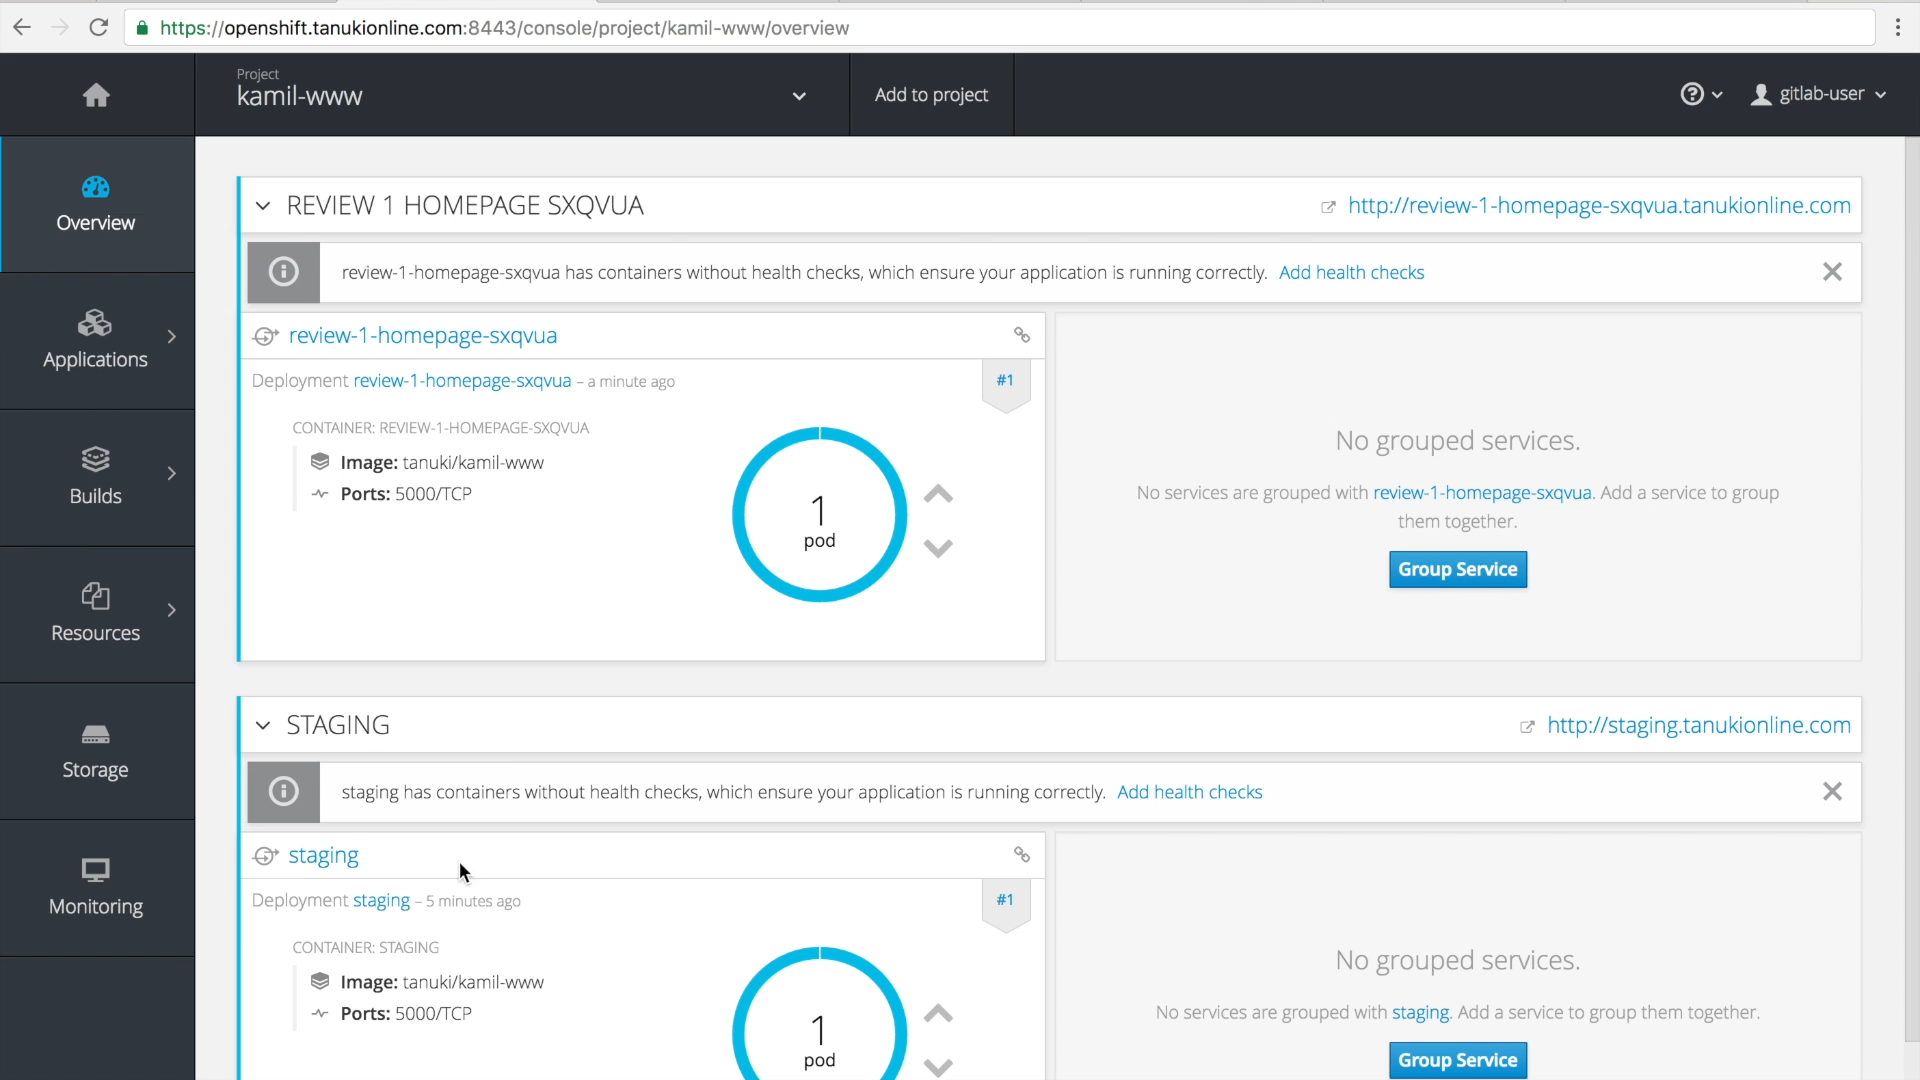 https://openshift.tanukionline.com:8443/console/project/kamil-www/overview
Project
kamil-www
Add to project
gitlab-user
Overview
Applications
Builds
Resources
Storage
Monitoring
REVIEW 1 HOMEPAGE SXQVUA
http://review-1-homepage-sxqvua.tanukionline.com
review-1-homepage-sxqvua has containers without health checks, which ensure your application is running correctly. Add health checks
review-1-homepage-sxqvua
Deployment review-1-homepage-sxqvua – a minute ago
#1
CONTAINER: REVIEW-1-HOMEPAGE-SXQVUA
Image: tanuki/kamil-www
Ports: 5000/TCP
1
pod
No grouped services.
No services are grouped with review-1-homepage-sxqvua. Add a service to group
them together.
Group Service
STAGING
http://staging.tanukionline.com
staging has containers without health checks, which ensure your application is running correctly. Add health checks
staging
Deployment staging – 5 minutes ago
#1
CONTAINER: STAGING
Image: tanuki/kamil-www
Ports: 5000/TCP
1
pod
No grouped services.
No services are grouped with staging. Add a service to group them together.
Group Service